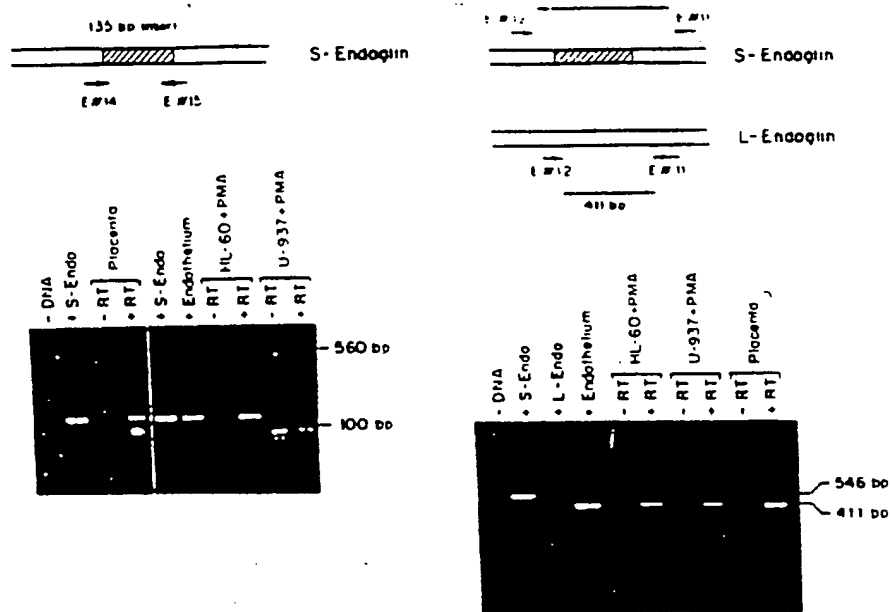 135 bp insert
S-Endoglin
E#14
E#15
- DNA
+ S-Endo
Placenta
- RT
+ RT
+ S-Endo
+ Endothelium
HL-60+PMA
- RT
+ RT
U-937+PMA
- RT
+ RT
560 bp
100 bp
E#12
E#11
S-Endoglin
L-Endoglin
E#12
E#11
411 bp
- DNA
+ S-Endo
+ L-Endo
+ Endothelium
HL-60+PMA
- RT
+ RT
U-937+PMA
- RT
+ RT
Placenta
- RT
+ RT
546 bp
411 bp